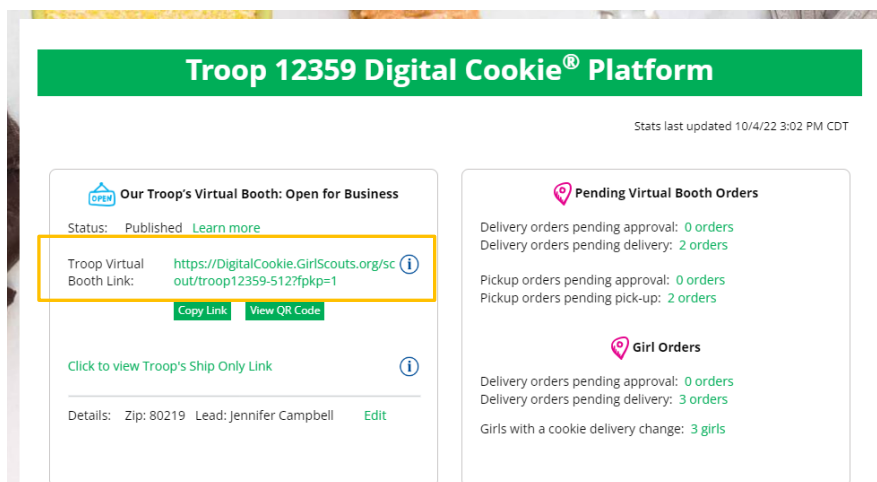 Troop 12359 Digital Cookie® Platform
Stats last updated 10/4/22 3:02 PM CDT
OPEN Our Troop's Virtual Booth: Open for Business
Status: Published Learn more
Troop Virtual https://DigitalCookie.GirlScouts.org/sc i
Booth Link: out/troop12359-512?fpkp=1
Copy Link View QR Code
Click to view Troop's Ship Only Link i
Details: Zip: 80219 Lead: Jennifer Campbell Edit
Pending Virtual Booth Orders
Delivery orders pending approval: 0 orders
Delivery orders pending delivery: 2 orders
Pickup orders pending approval: 0 orders
Pickup orders pending pick-up: 2 orders
Girl Orders
Delivery orders pending approval: 0 orders
Delivery orders pending delivery: 3 orders
Girls with a cookie delivery change: 3 girls